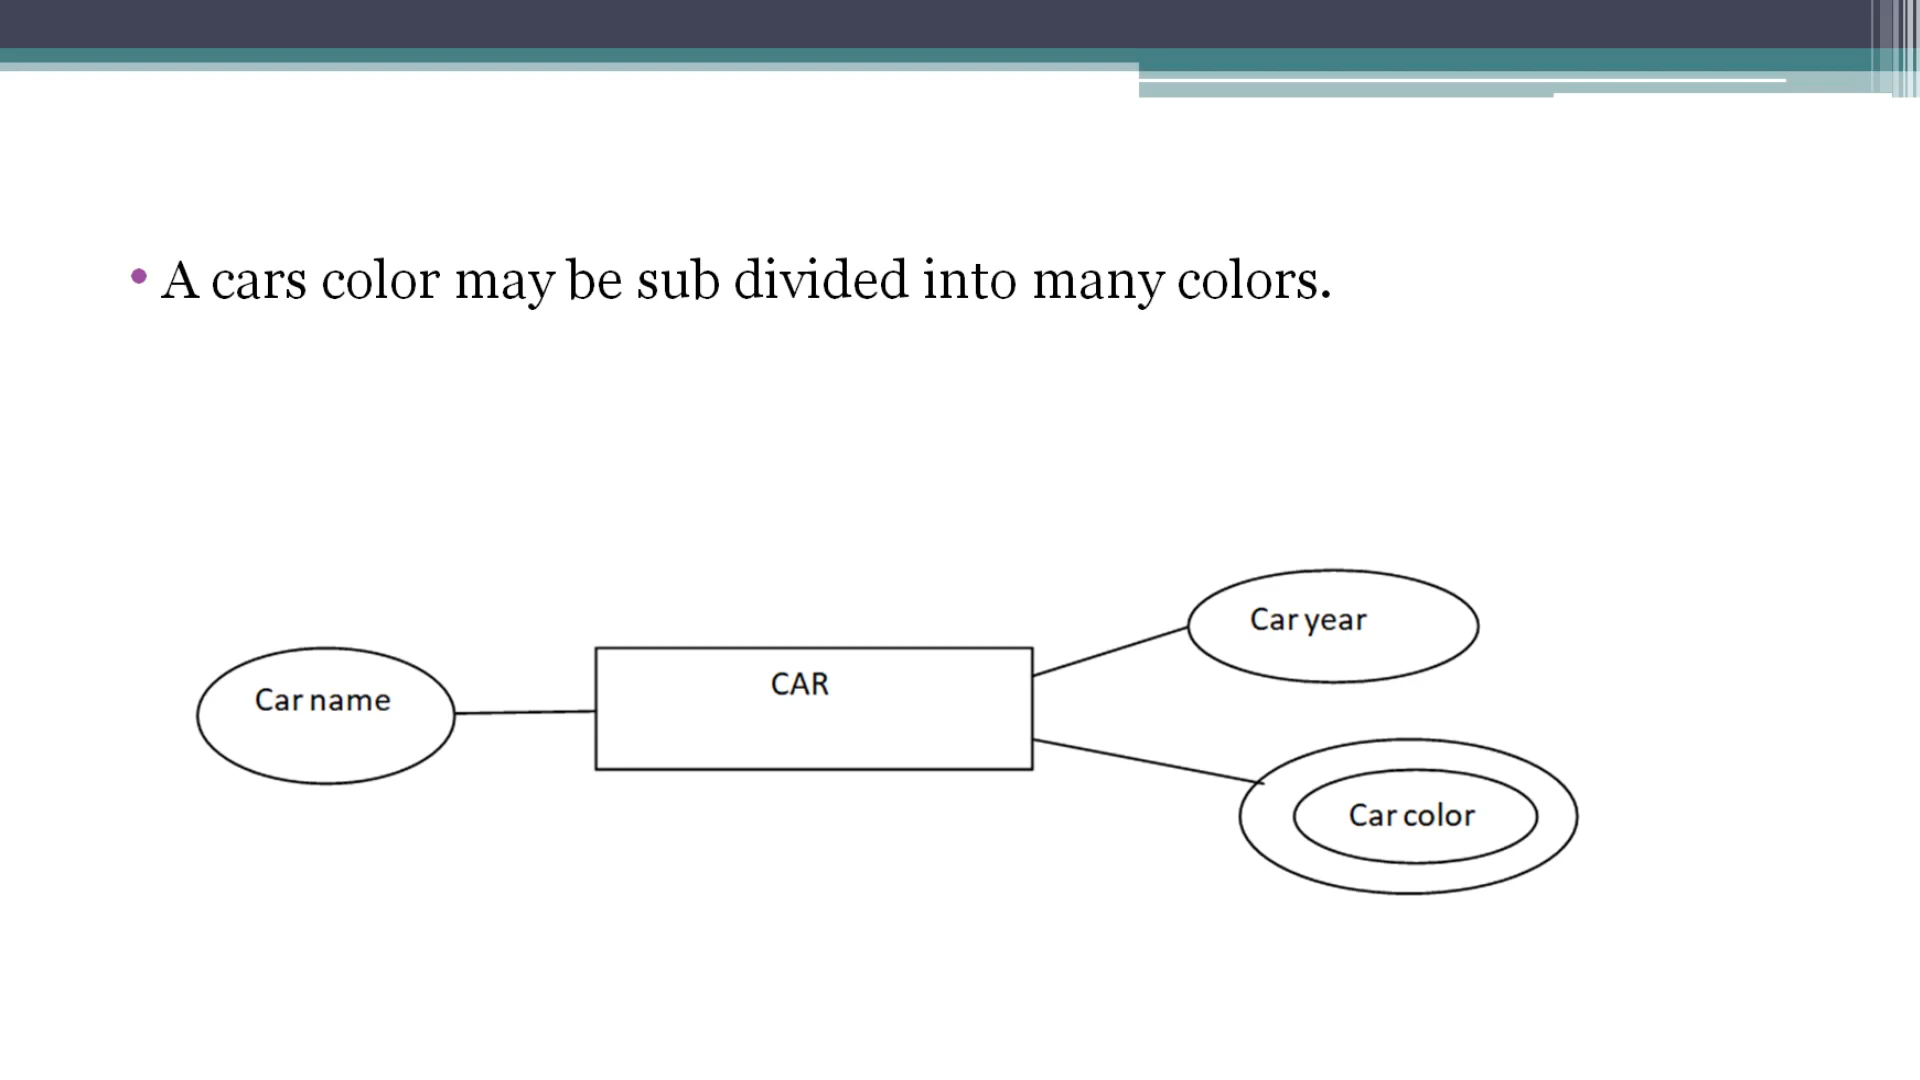 • A cars color may be sub divided into many colors.
Car year
CAR
Car name
Car color